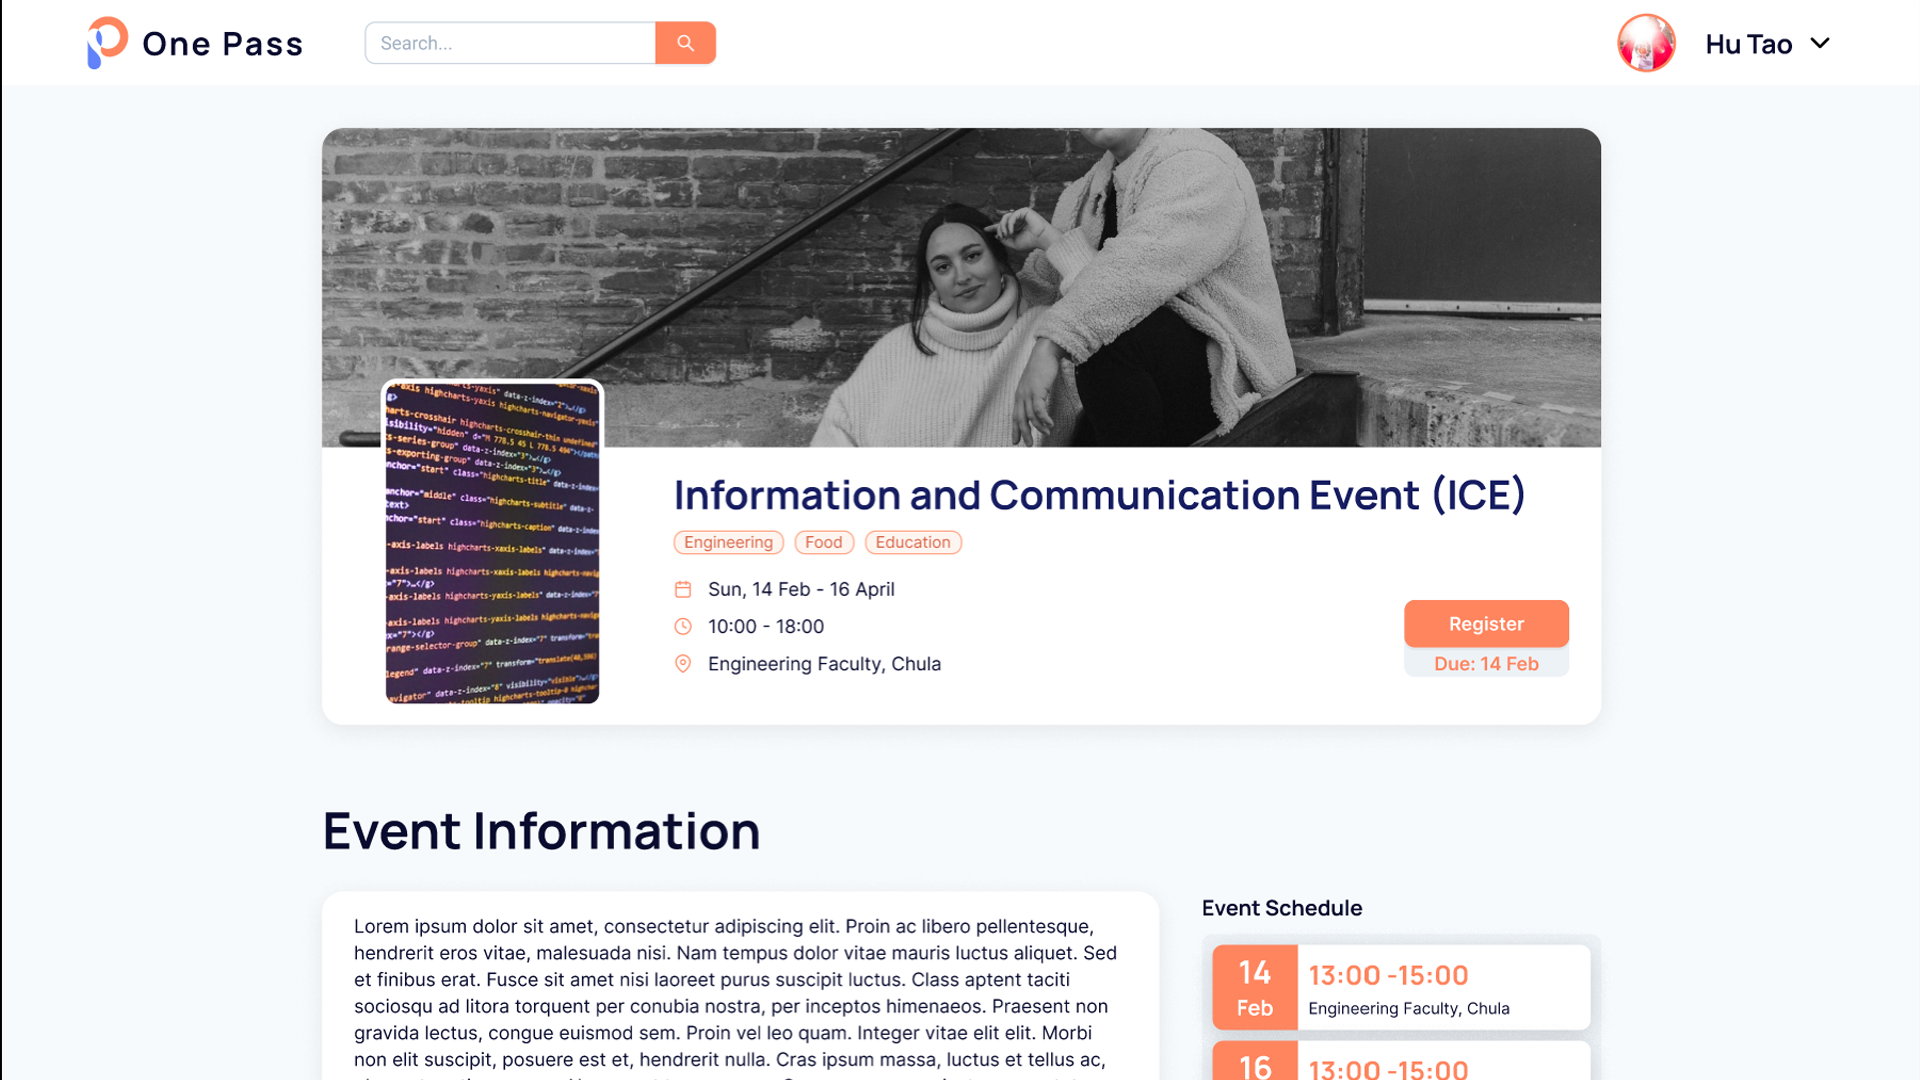 One Pass
Search...
Hu Tao
Information and Communication Event (ICE)
Engineering
Food
Education
Sun, 14 Feb - 16 April
10:00 - 18:00
Engineering Faculty, Chula
Register
Due: 14 Feb
Event Information
Lorem ipsum dolor sit amet, consectetur adipiscing elit. Proin ac libero pellentesque,
hendrerit eros vitae, malesuada nisi. Nam tempus dolor vitae mauris luctus aliquet. Sed
et finibus erat. Fusce sit amet nisi laoreet purus suscipit luctus. Class aptent taciti
sociosqu ad litora torquent per conubia nostra, per inceptos himenaeos. Praesent non
gravida lectus, congue euismod sem. Proin vel leo quam. Integer vitae elit elit. Morbi
non elit suscipit, posuere est et, hendrerit nulla. Cras ipsum massa, luctus et tellus ac,
Event Schedule
14
Feb
13:00 -15:00
Engineering Faculty, Chula
16
13:00 -15:00